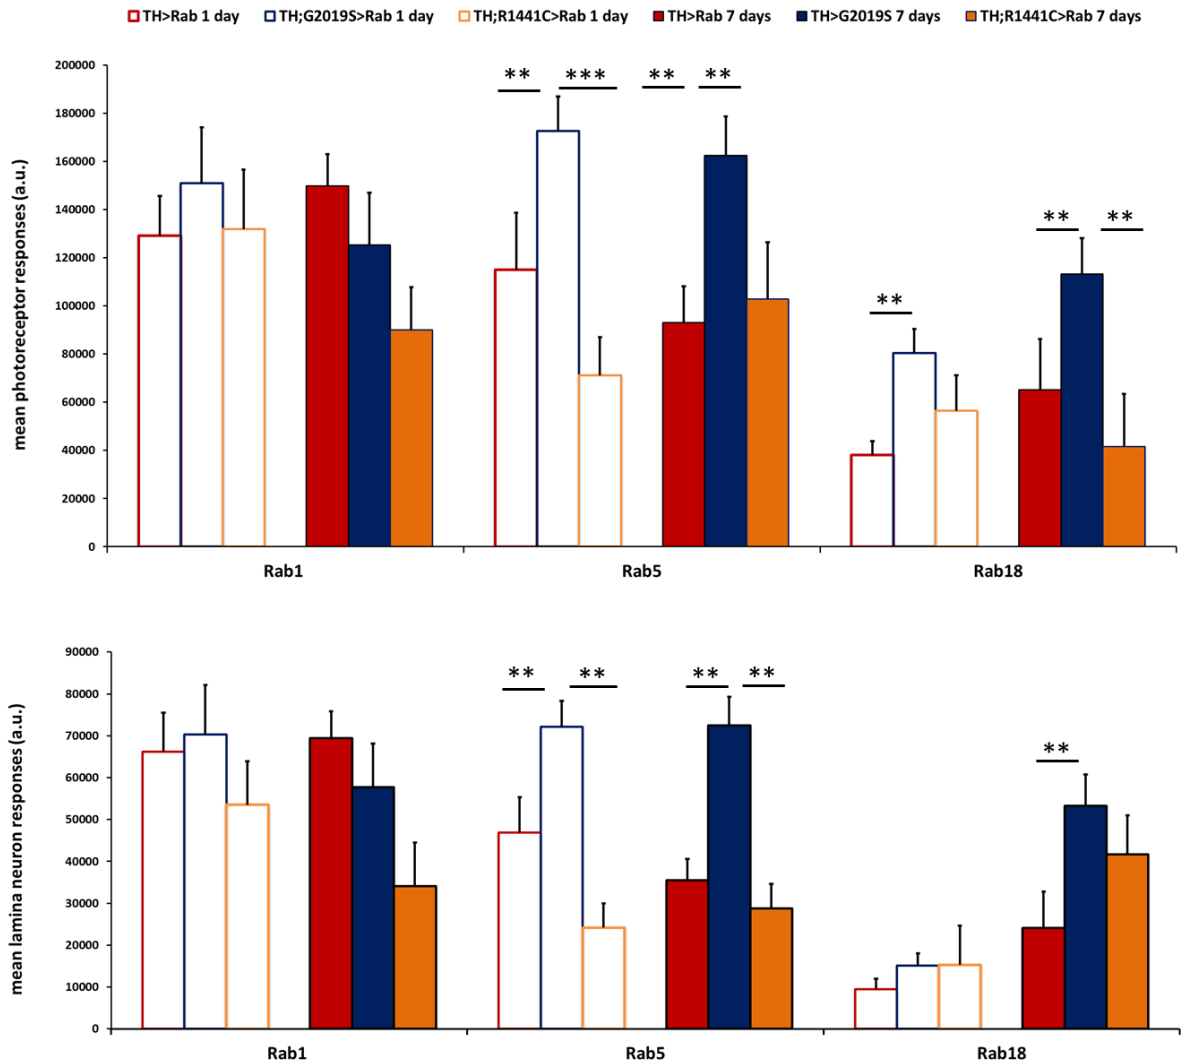 TH>Rab 1 day TH;G2019S>Rab 1 day TH;R1441C>Rab 1 day TH>Rab 7 days TH>G2019S 7 days TH;R1441C>Rab 7 days
mean photoreceptor responses (a.u.)
200000
180000
160000
140000
120000
100000
80000
60000
40000
20000
0
** *** ** **
** ** **
Rab1 Rab5 Rab18
mean lamina neuron responses (a.u.)
90000
80000
70000
60000
50000
40000
30000
20000
10000
0
** ** ** **
**
Rab1 Rab5 Rab18